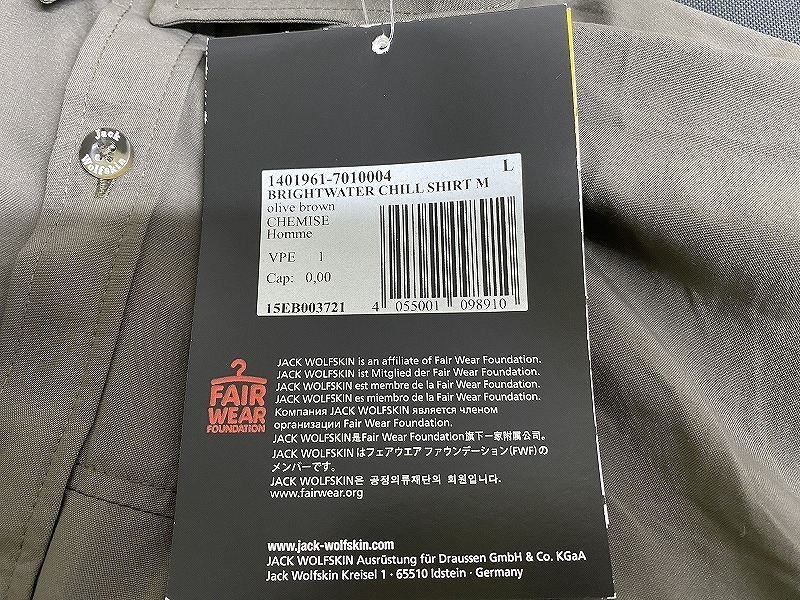 Jack
Wolfskin
1401961-7010004 L
BRIGHTWATER CHILL SHIRT M
olive brown
CHEMISE
Homme
VPE 1
Cap: 0,00
15EB003721
4 055001 098910
FAIR
WEAR
FOUNDATION
JACK WOLFSKIN is an affiliate of Fair Wear Foundation.
JACK WOLFSKIN ist Mitglied der Fair Wear Foundation.
JACK WOLFSKIN est membre de la Fair Wear Foundation.
JACK WOLFSKIN es miembro de la Fair Wear Foundation.
Компания JACK WOLFSKIN является членом
организации Fair Wear Foundation.
JACK WOLFSKIN是Fair Wear Foundation旗下一家附属公司。
JACK WOLFSKIN はフェアウエア ファウンデーション(FWF)の
メンバーです。
JACK WOLFSKIN은 공정의류재단의 회원입니다.
www.fairwear.org
www.jack-wolfskin.com
JACK WOLFSKIN Ausrüstung für Draussen GmbH & Co. KGaA
Jack Wolfskin Kreisel 1 · 65510 Idstein · Germany